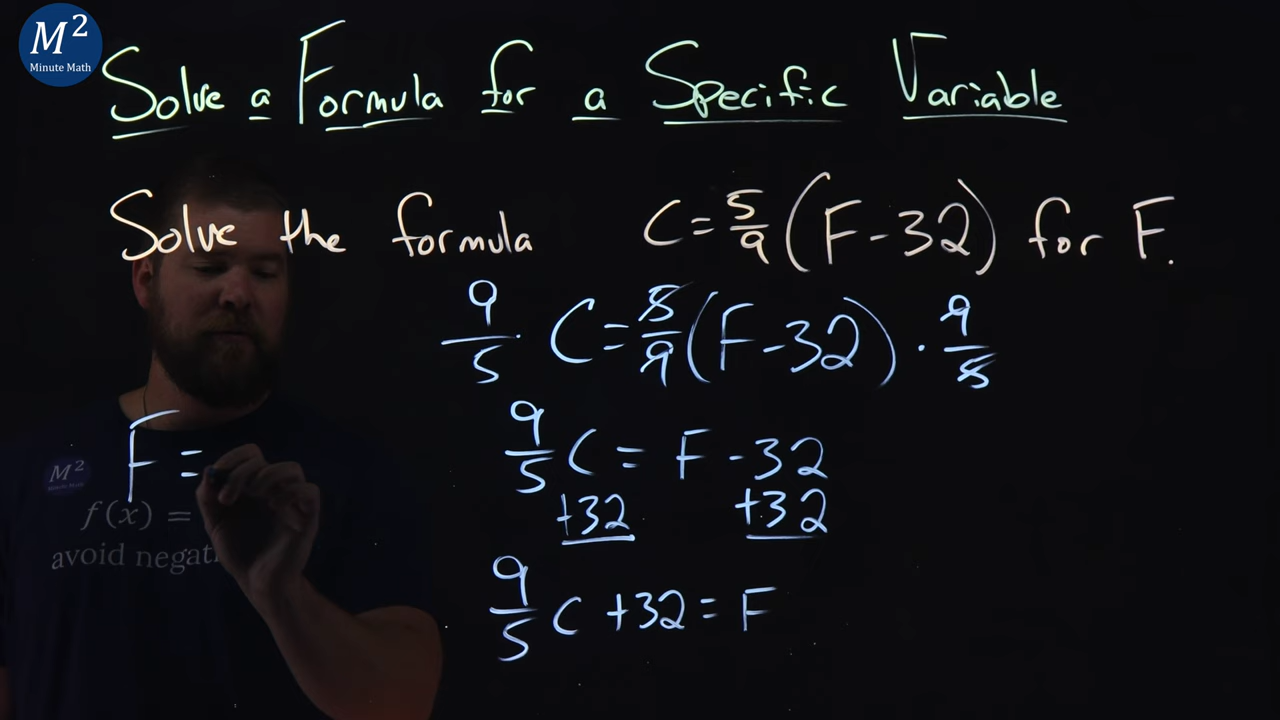 M²
Minute Math
Solve a Formula for a Specific Variable
Solve the formula C = 5/9 (F - 32) for F.
9/5 · C = 5/9 (F - 32) · 9/5
9/5 C = F - 32
+32 +32
9/5 C + 32 = F
F =
M²
Minute Math
f(x) =
avoid negat